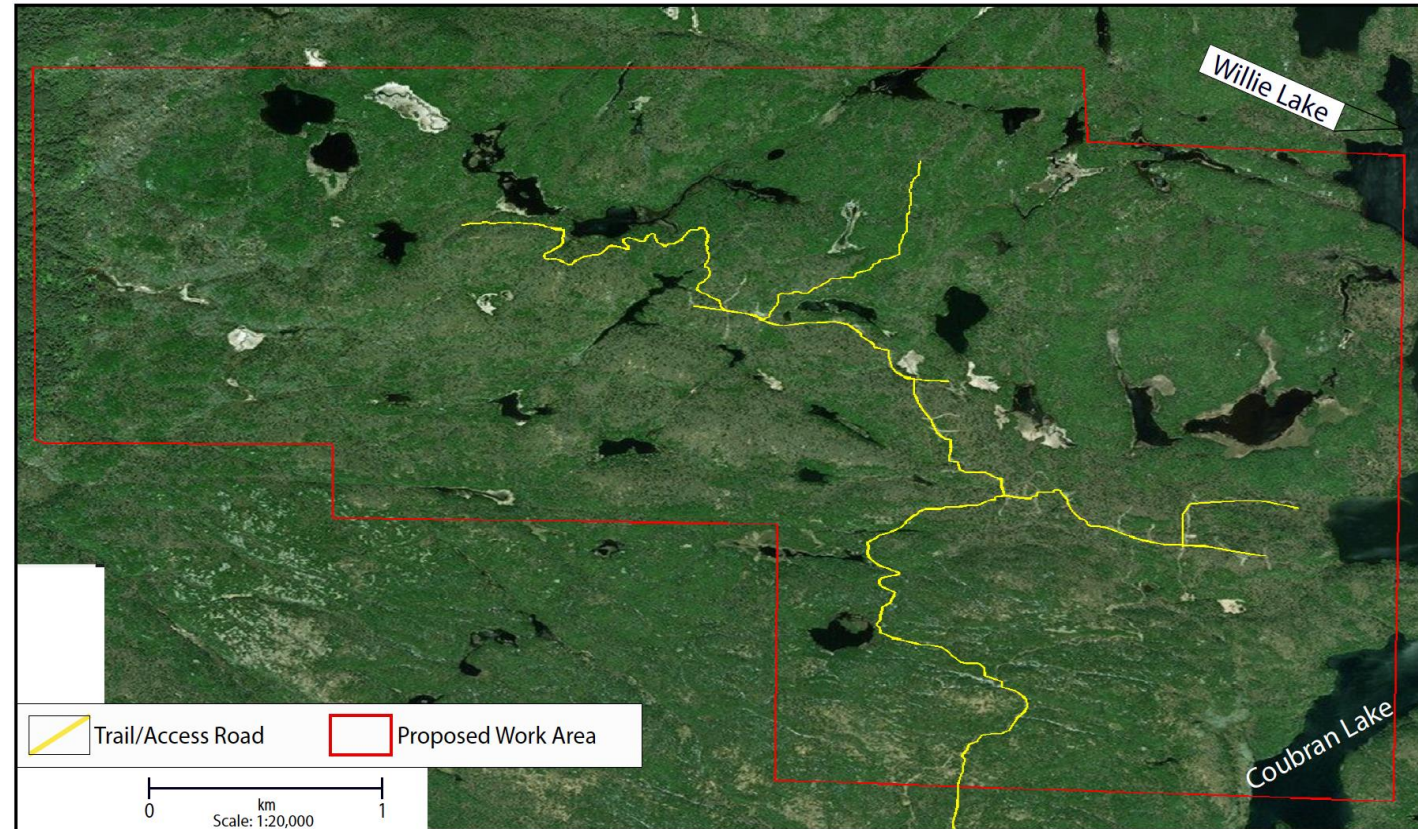 Willie Lake
Coubran Lake
Trail/Access Road
Proposed Work Area
0
km
1
Scale: 1:20,000